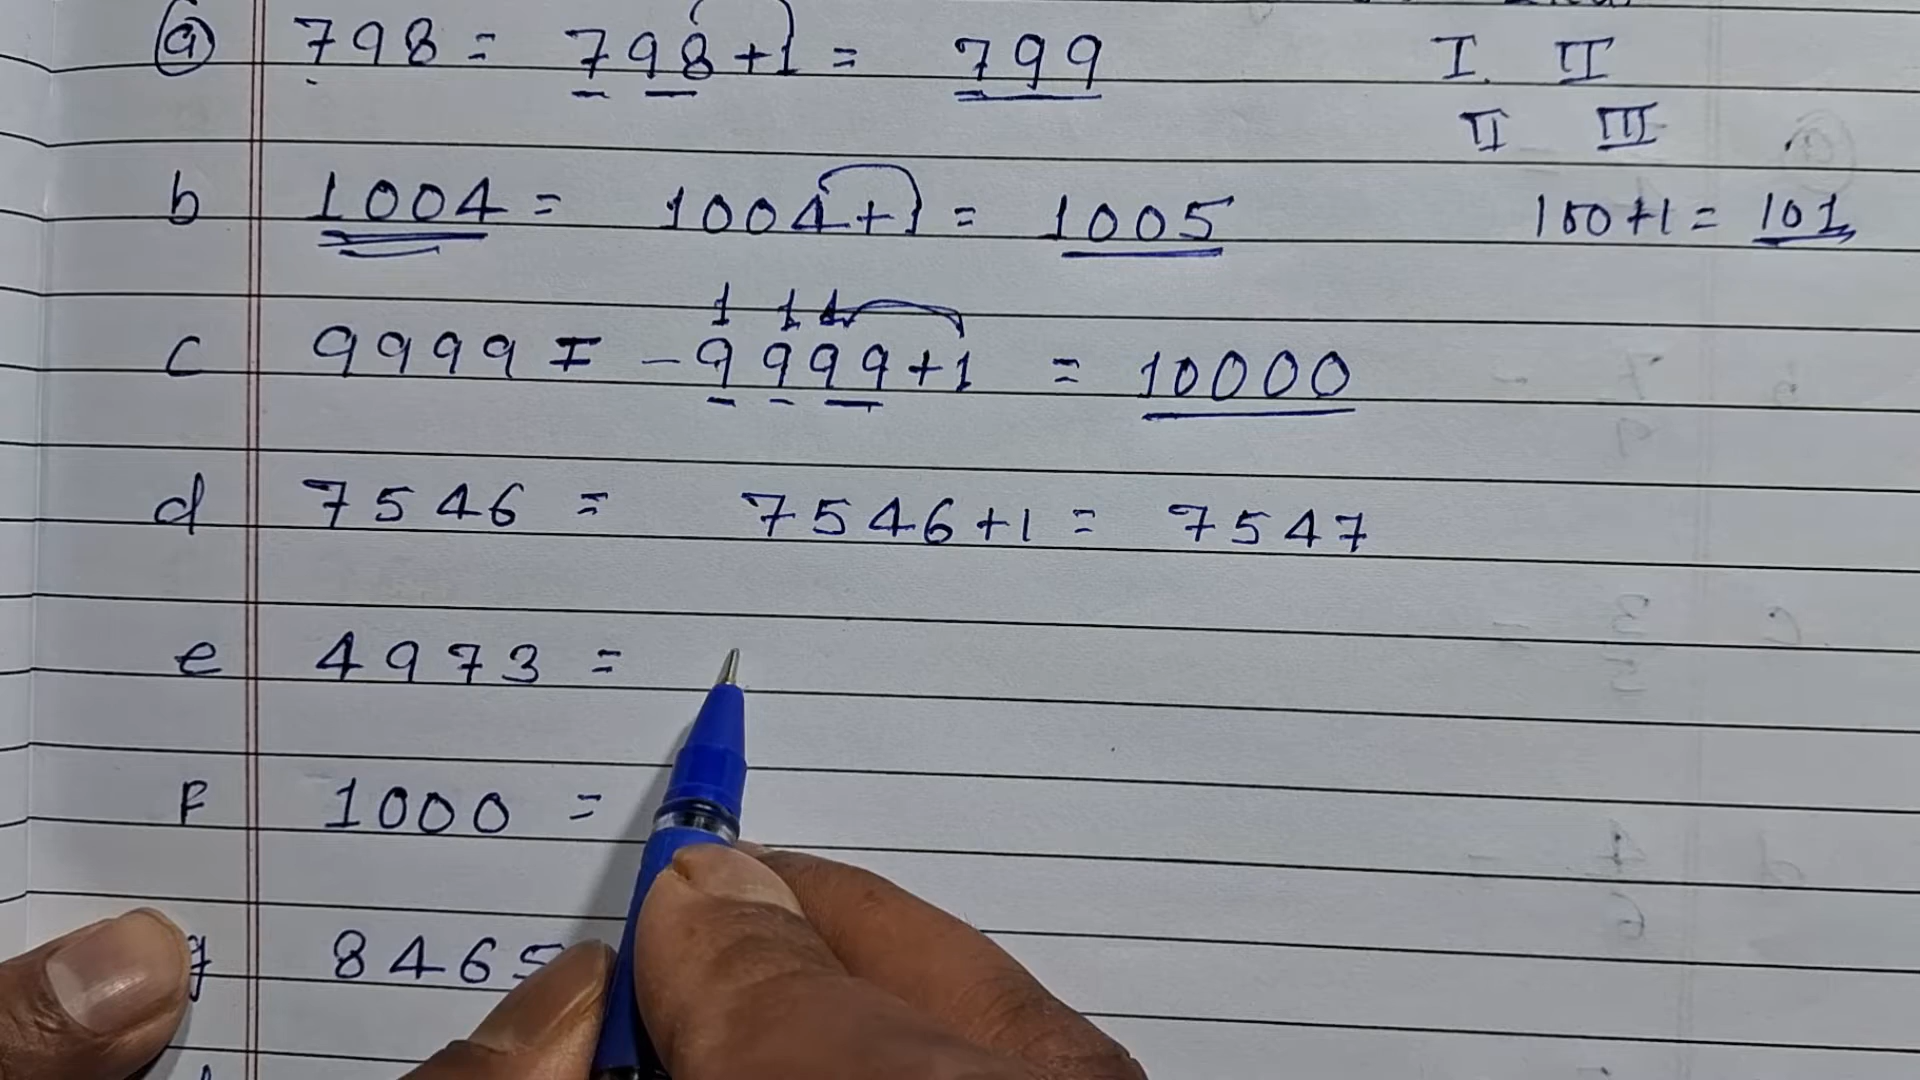 a 798 = 798+1 = 799 I. II
II III
b 1004 = 1004+1 = 1005 100+1 = 101
1 1 1
c 9999 = -9999+1 = 10000
d 7546 = 7546+1 = 7547
e 4973 =
F 1000 =
g 8465